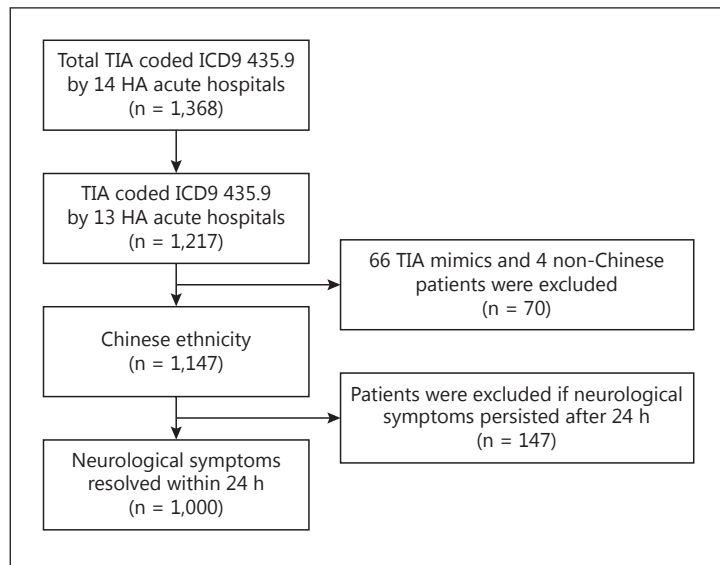 Total TIA coded ICD9 435.9
by 14 HA acute hospitals
(n = 1,368)
TIA coded ICD9 435.9
by 13 HA acute hospitals
(n = 1,217)
66 TIA mimics and 4 non-Chinese
patients were excluded
(n = 70)
Chinese ethnicity
(n = 1,147)
Patients were excluded if neurological
symptoms persisted after 24 h
(n = 147)
Neurological symptoms
resolved within 24 h
(n = 1,000)